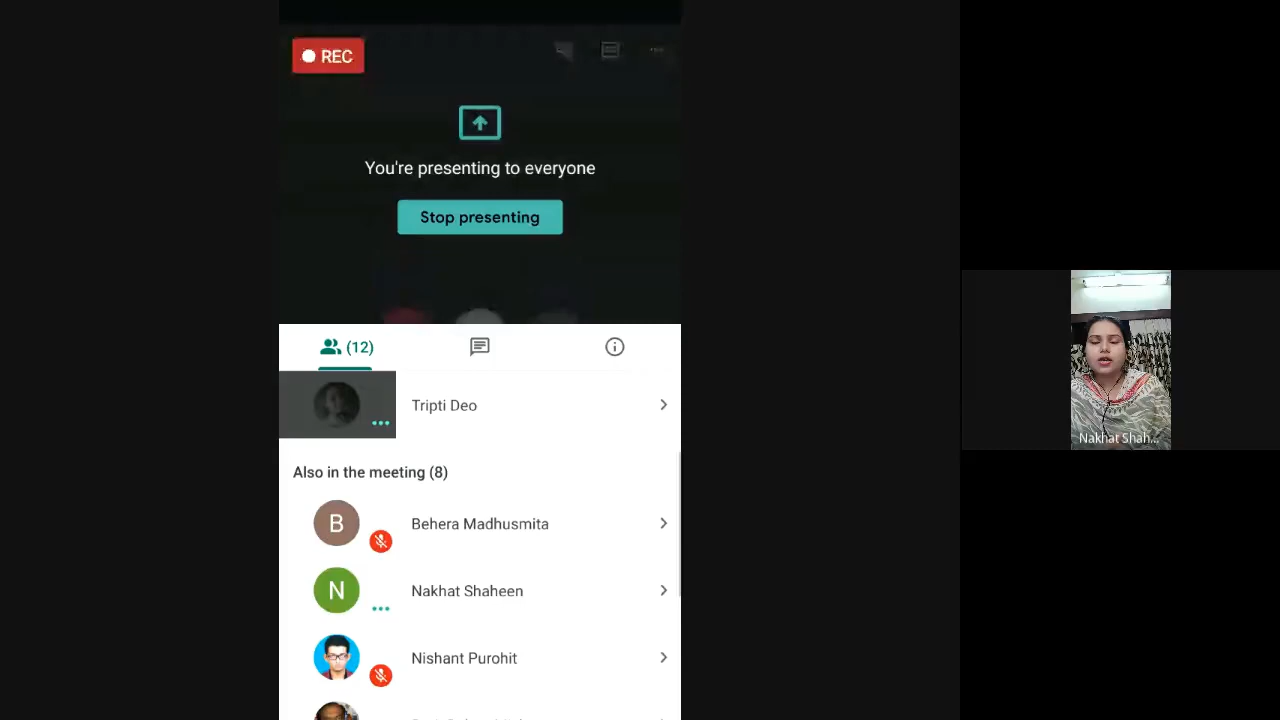 REC
You're presenting to everyone
Stop presenting
(12)
Tripti Deo
Also in the meeting (8)
B
Behera Madhusmita
N
Nakhat Shaheen
Nishant Purohit
Nakhat Shah...